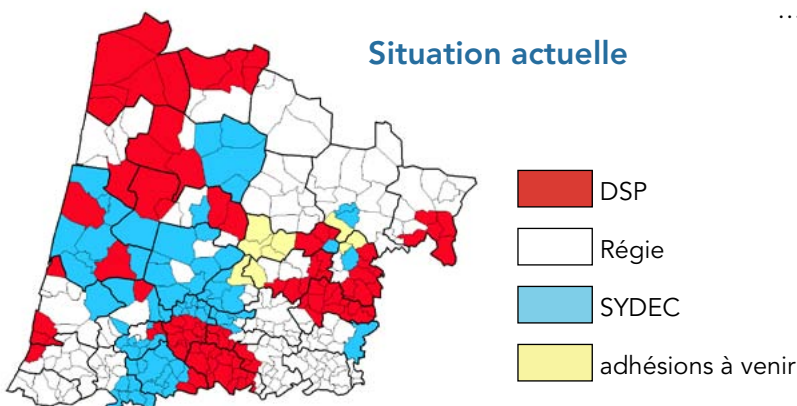 ...
Situation actuelle
DSP
Régie
SYDEC
adhésions à venir